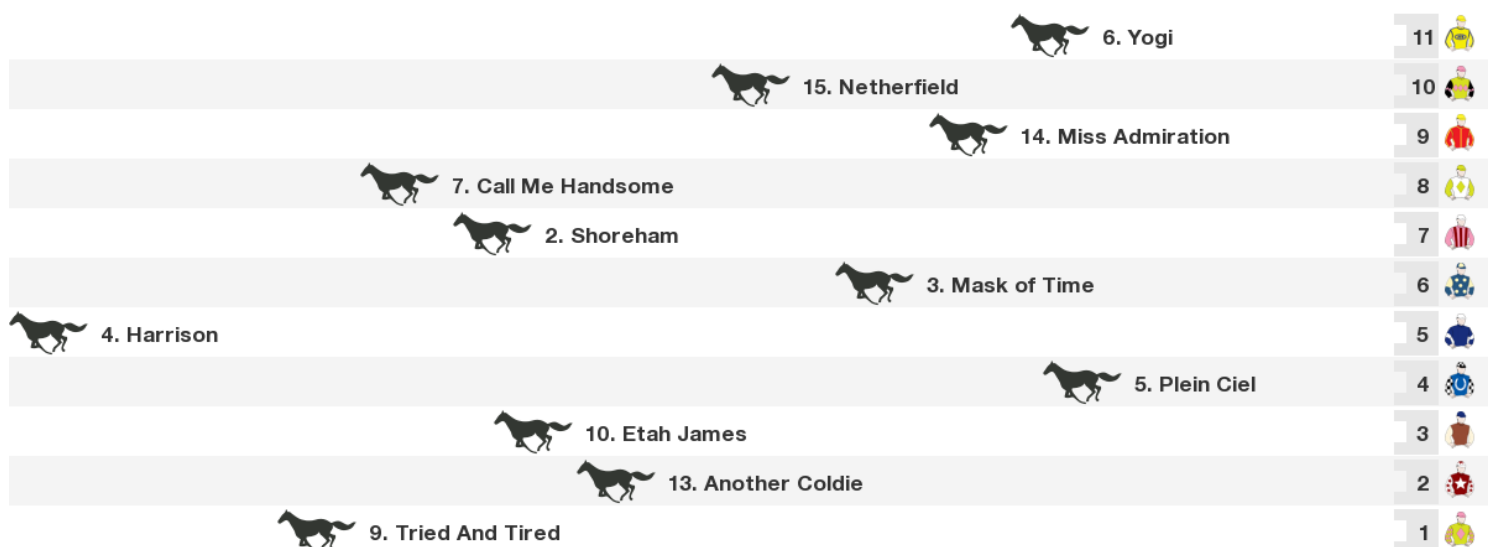 6. Yogi 11
15. Netherfield 10
14. Miss Admiration 9
7. Call Me Handsome 8
2. Shoreham 7
3. Mask of Time 6
4. Harrison 5
5. Plein Ciel 4
10. Etah James 3
13. Another Coldie 2
9. Tried And Tired 1